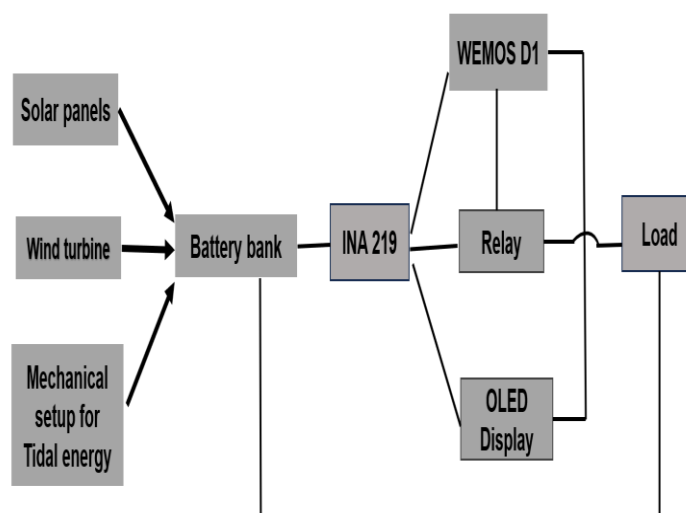 WEMOS D1
Solar panels
Wind turbine
Battery bank
INA 219
Relay
Load
Mechanical
setup for
Tidal energy
OLED
Display